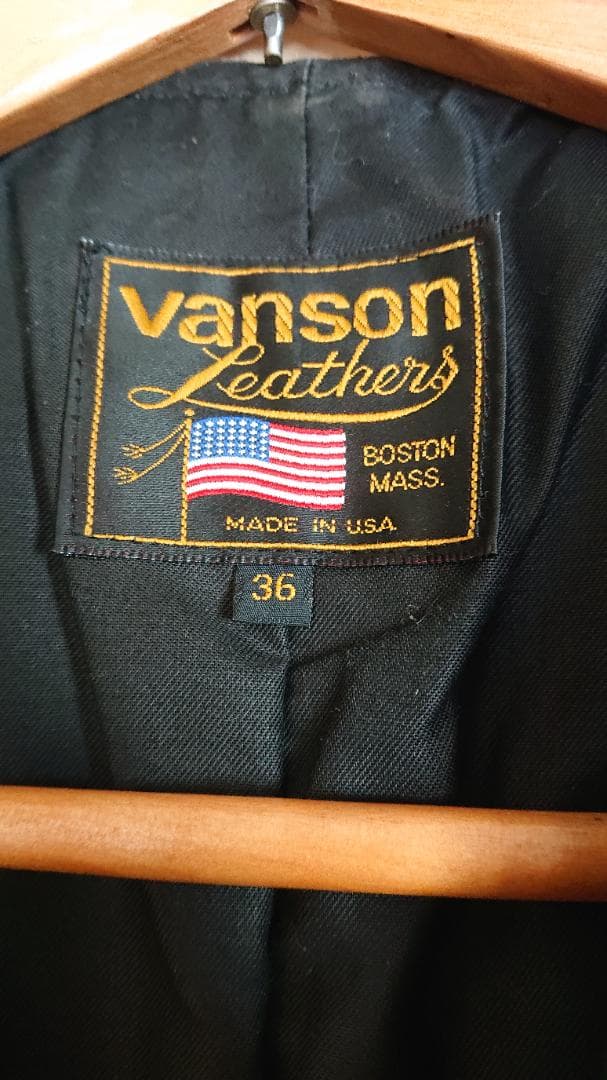 vanson
Leathers
BOSTON
MASS.
MADE IN U.S.A.
36